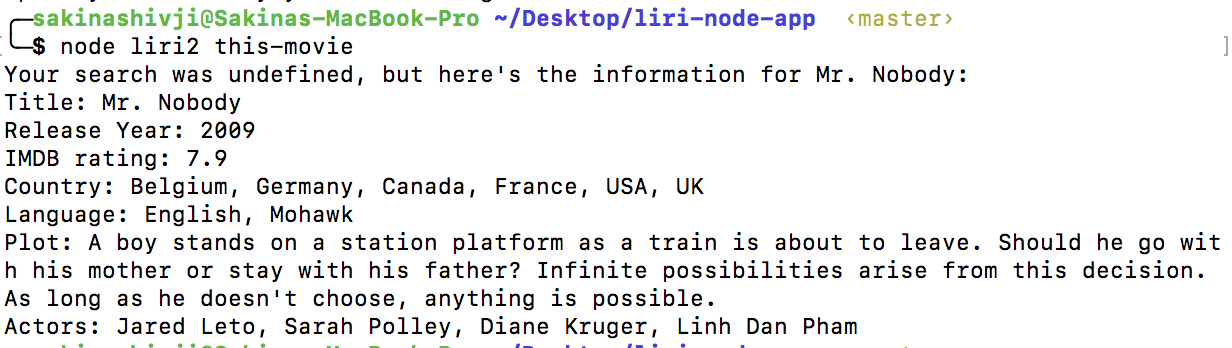 sakinashivji@Sakinas-MacBook-Pro ~/Desktop/liri-node-app ‹master›
$ node liri2 this-movie
Your search was undefined, but here's the information for Mr. Nobody:
Title: Mr. Nobody
Release Year: 2009
IMDB rating: 7.9
Country: Belgium, Germany, Canada, France, USA, UK
Language: English, Mohawk
Plot: A boy stands on a station platform as a train is about to leave. Should he go wit
h his mother or stay with his father? Infinite possibilities arise from this decision.
As long as he doesn't choose, anything is possible.
Actors: Jared Leto, Sarah Polley, Diane Kruger, Linh Dan Pham